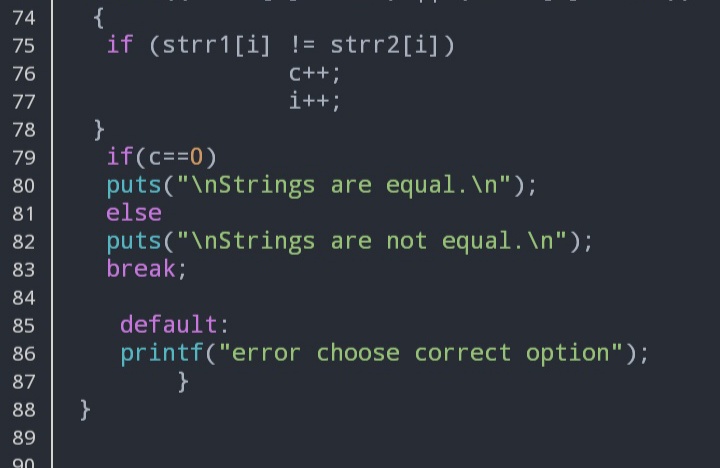 74 {
75 if (strr1[i] != strr2[i])
76 c++;
77 i++;
78 }
79 if(c==0)
80 puts("\nStrings are equal.\n");
81 else
82 puts("\nStrings are not equal.\n");
83 break;
84
85 default:
86 printf("error choose correct option");
87 }
88 }
89
90